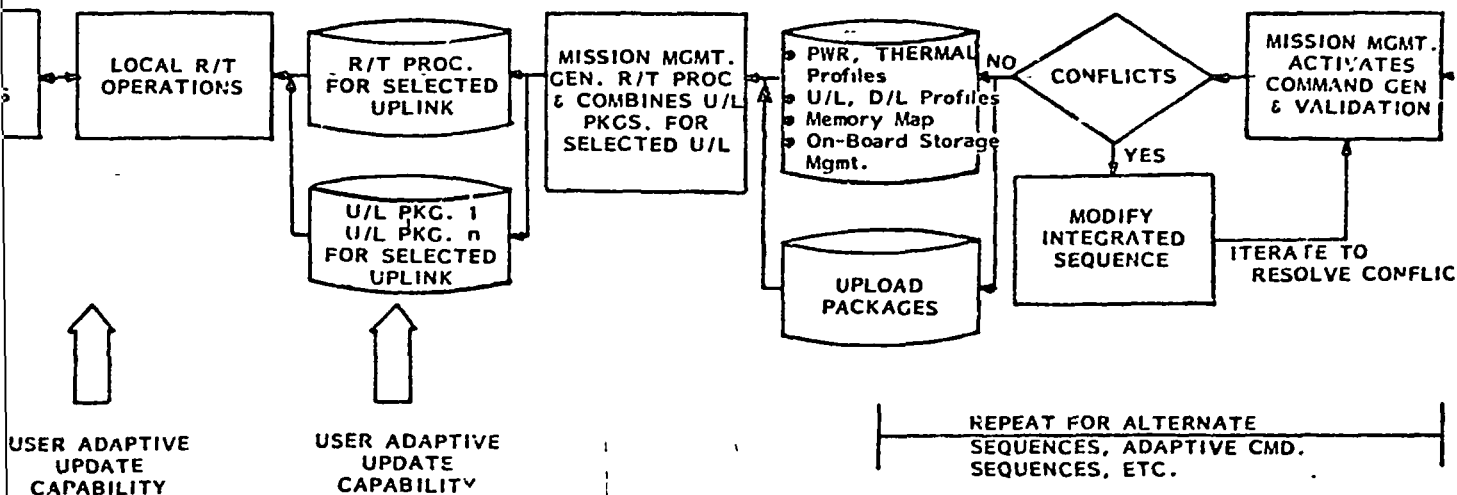 LOCAL R/T
OPERATIONS
R/T PROC.
FOR SELECTED
UPLINK
U/L PKG. 1
U/L PKG. n
FOR SELECTED
UPLINK
MISSION MGMT.
GEN. R/T PROC
& COMBINES U/L
PKGS. FOR
SELECTED U/L
• PWR, THERMAL
Profiles
• U/L, D/L Profiles
• Memory Map
• On-Board Storage
Mgmt.
UPLOAD
PACKAGES
NO
CONFLICTS
YES
MODIFY
INTEGRATED
SEQUENCE
MISSION MGMT.
ACTIVATES
COMMAND GEN
& VALIDATION
ITERATE TO
RESOLVE CONFLIC
USER ADAPTIVE
UPDATE
CAPABILITY
USER ADAPTIVE
UPDATE
CAPABILITY
REPEAT FOR ALTERNATE
SEQUENCES, ADAPTIVE CMD.
SEQUENCES, ETC.